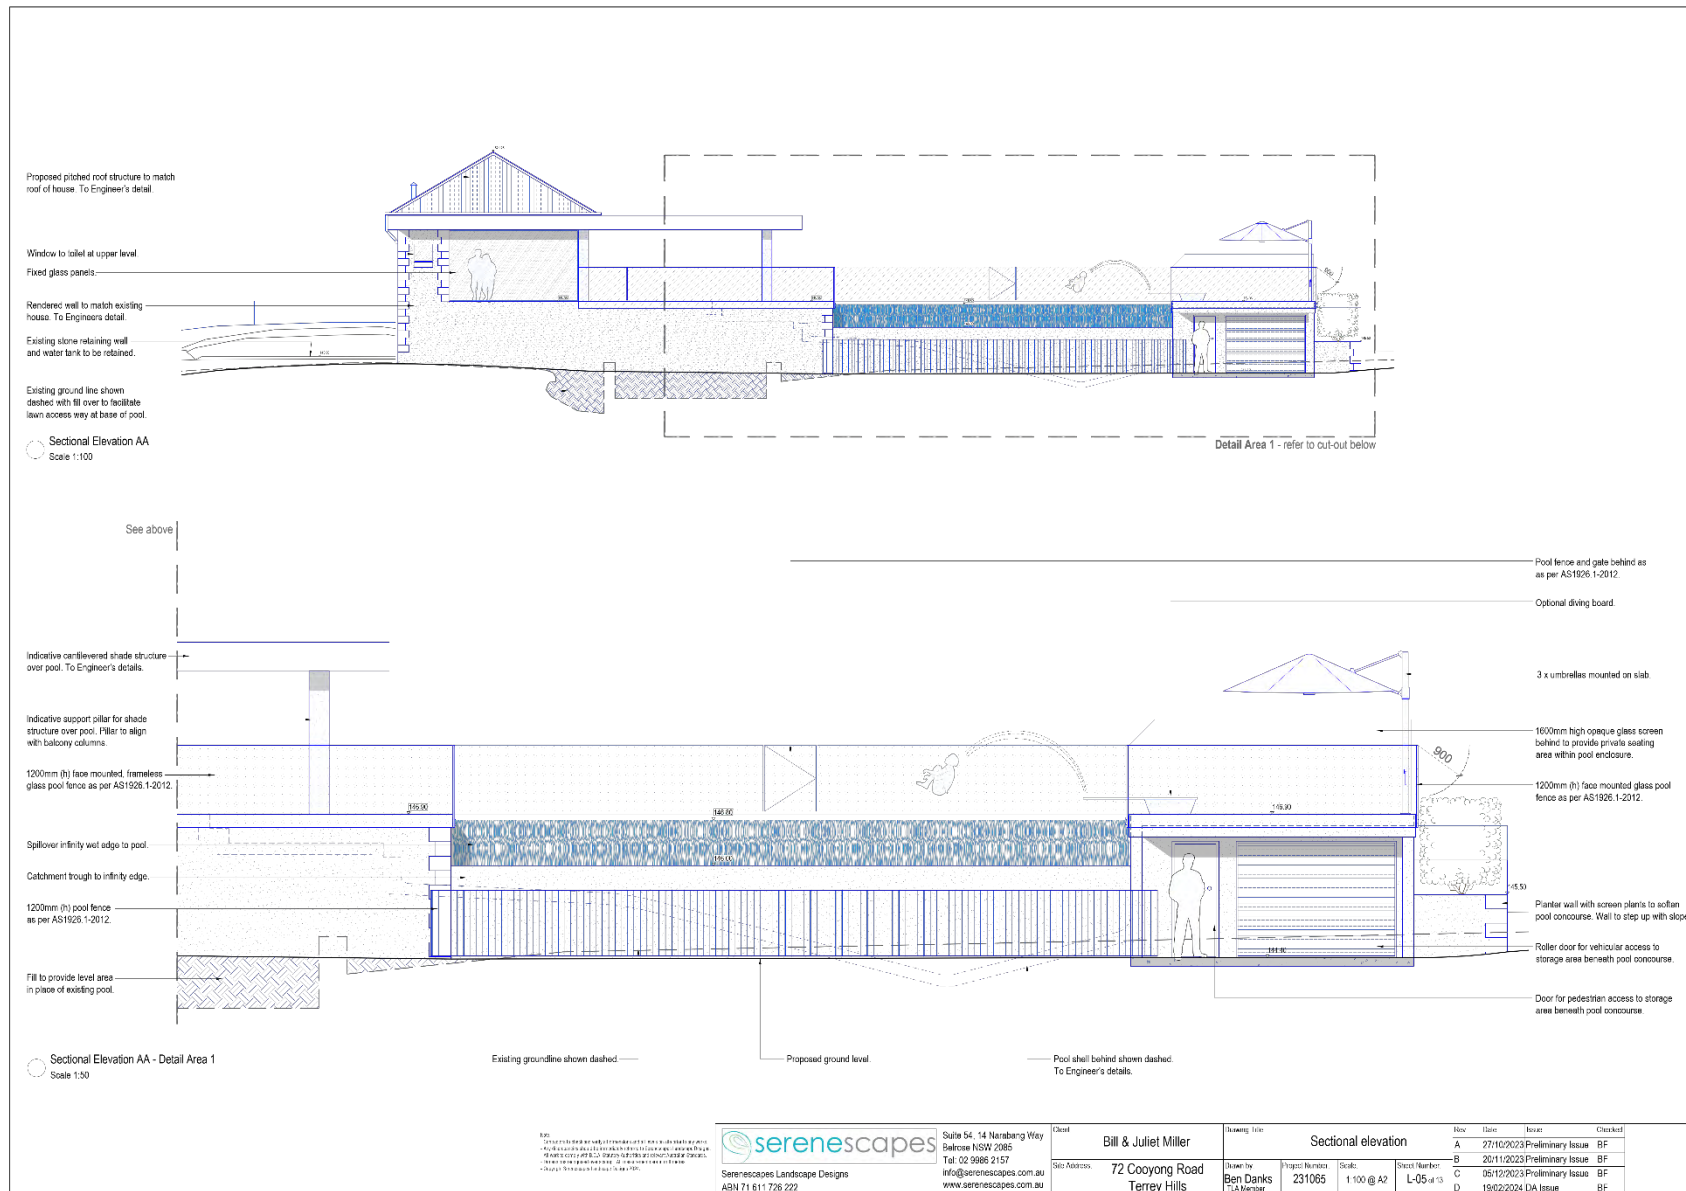 Proposed pitched roof structure to match
roof of house. To Engineer's detail.
Window to toilet at upper level
Fixed glass panels.
Rendered wall to match existing
house. To Engineers detail.
Existing stone retaining wall
and water tank to be retained.
Existing ground line shown
dashed with fill over to facilitate
lawn access way at base of pool.
Sectional Elevation AA
Scale 1:100
Detail Area 1 - refer to cut-out below
See above
Pool fence and gate behind as
as per AS1926.1-2012.
Optional diving board.
Indicative cantilevered shade structure
over pool. To Engineer's details.
3 x umbrellas mounted on slab.
Indicative support pillar for shade
structure over pool. Pillar to align
with balcony columns.
1600mm high opaque glass screen
behind to provide private seating
area within pool enclosure.
900
1200mm (h) face mounted, frameless
glass pool fence as per AS1926.1-2012.
1200mm (h) face mounted glass pool
fence as per AS1926.1-2012.
146.90
146.60
146.90
Spillover infinity wet edge to pool.
146.00
Catchment trough to infinity edge.
145.50
1200mm (h) pool fence
as per AS1926.1-2012.
Planter wall with screen plants to soften
pool concourse. Wall to step up with slope
Roller door for vehicular access to
storage area beneath pool concourse.
Fill to provide level area
in place of existing pool.
Door for pedestrian access to storage
area beneath pool concourse.
Sectional Elevation AA - Detail Area 1
Scale 1:50
Existing groundline shown dashed.
Proposed ground level.
Pool shell behind shown dashed.
To Engineer's details.
serenescapes
Serenescapes Landscape Designs
ABN 71 611 726 222
Suite 54, 14 Narabang Way
Belrose NSW 2085
Tel: 02 9986 2157
info@serenescapes.com.au
www.serenescapes.com.au
Client
Bill & Juliet Miller
Site Address.
72 Cooyong Road
Terrey Hills
Drawing Title
Sectional elevation
Drawn by
Ben Danks
TLA Member
Project Number
231065
Scale.
1 100 @ A2
Sheet Number
L-05 of 13
Rev Date Issue Checked
A 27/10/2023 Preliminary Issue BF
B 20/11/2023 Preliminary Issue BF
C 05/12/2023 Preliminary Issue BF
D 19/02/2024 DA Issue BF